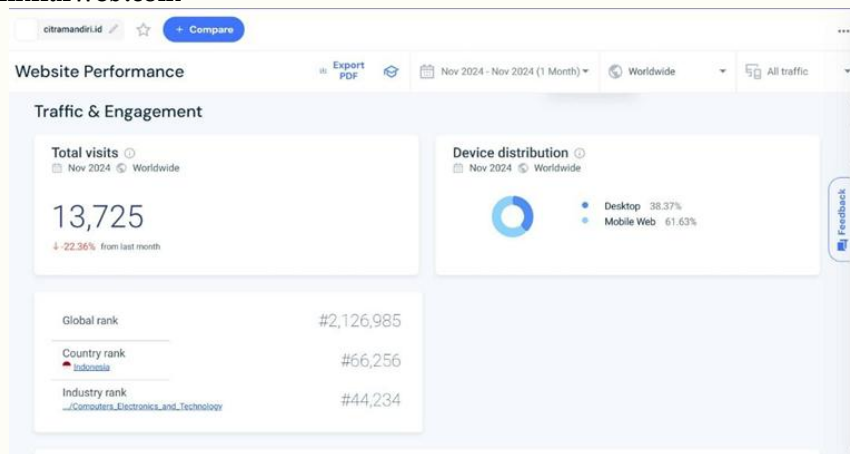 citramandiri.id
+ Compare
Website Performance
Export PDF
Nov 2024 - Nov 2024 (1 Month)
Worldwide
All traffic
Traffic & Engagement
Total visits
Nov 2024 Worldwide
13,725
-22.36% from last month
Device distribution
Nov 2024 Worldwide
Desktop 38.37%
Mobile Web 61.63%
Feedback
Global rank #2,126,985
Country rank #66,256
Indonesia
Industry rank #44,234
.../Computers_Electronics_and_Technology